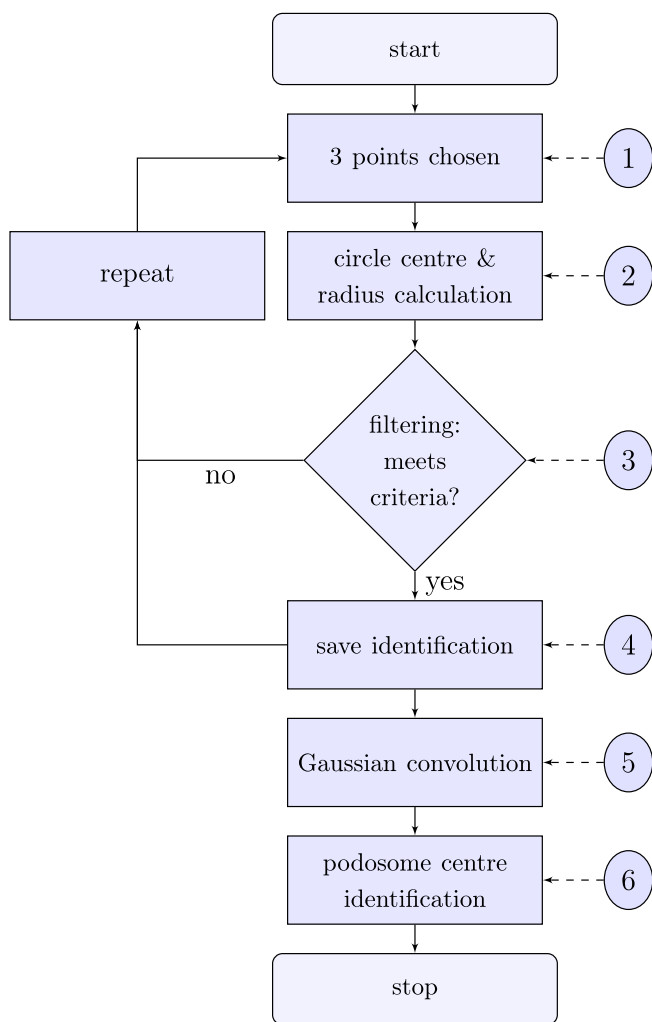 start
3 points chosen
1
repeat
circle centre &
radius calculation
2
filtering:
meets
criteria?
3
no
yes
save identification
4
Gaussian convolution
5
podosome centre
identification
6
stop